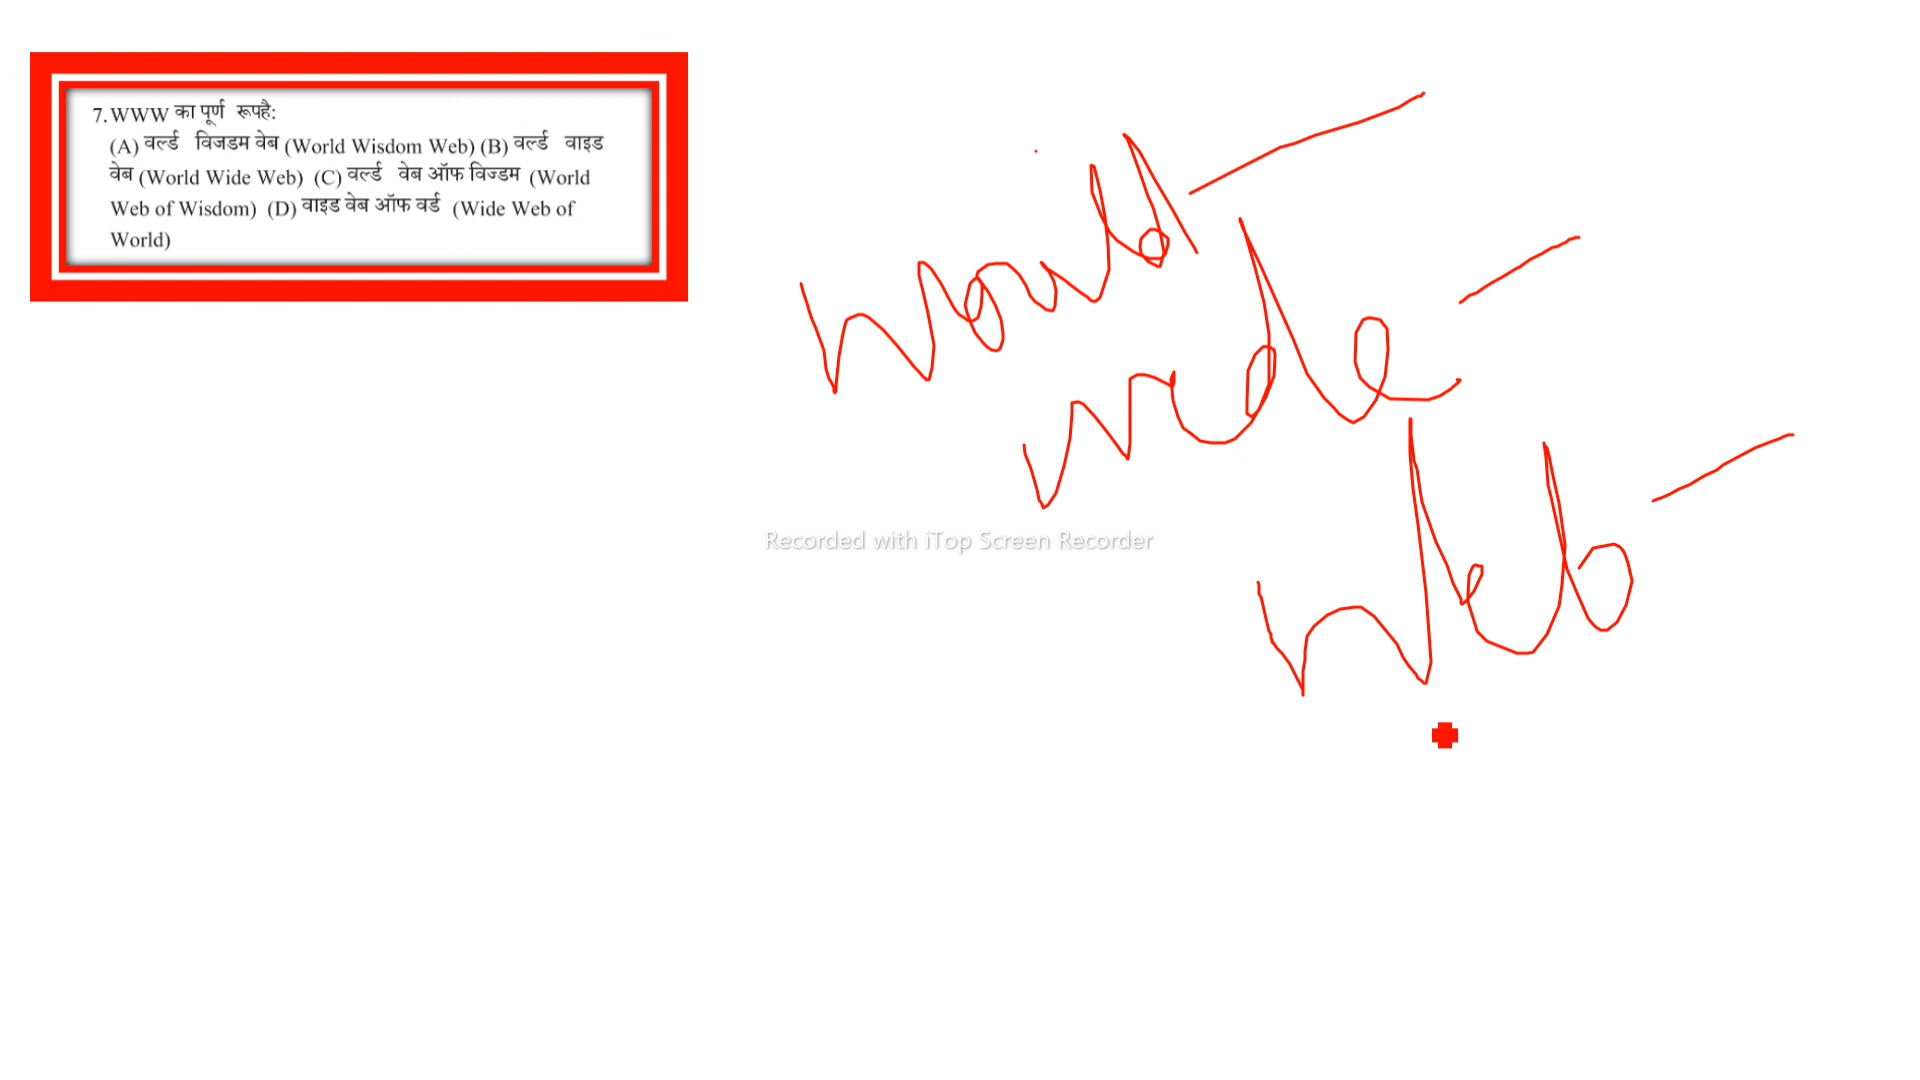 7. WWW का पूर्ण रूपहै:
(A) वर्ल्ड विजडम वेब (World Wisdom Web) (B) वर्ल्ड वाइड
वेब (World Wide Web) (C) वर्ल्ड वेब ऑफ विज्डम (World
Web of Wisdom) (D) वाइड वेब ऑफ वर्ड (Wide Web of
World)
World
wide
Web
Recorded with iTop Screen Recorder